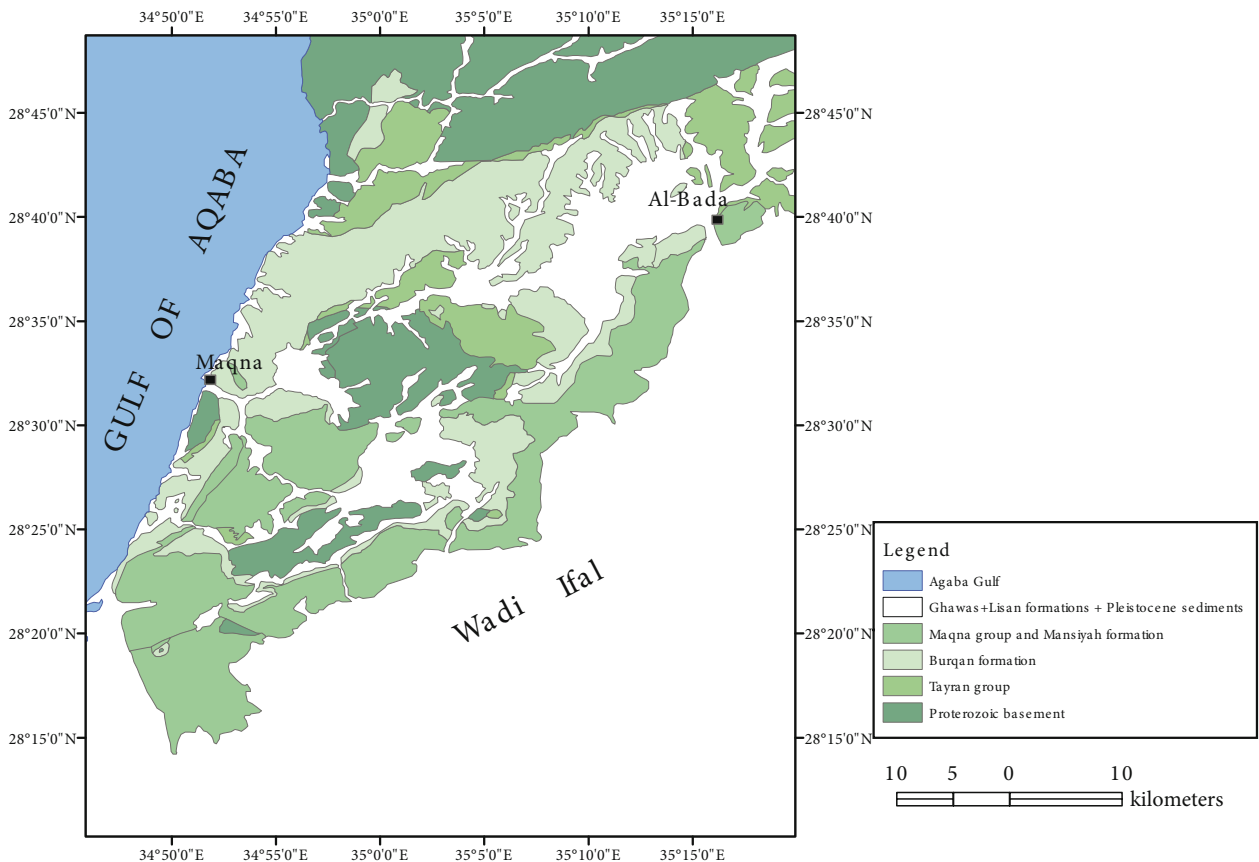 34°50'0"E 34°55'0"E 35°0'0"E 35°5'0"E 35°10'0"E 35°15'0"E
28°45'0"N 28°45'0"N
28°40'0"N 28°40'0"N
28°35'0"N 28°35'0"N
28°30'0"N 28°30'0"N
28°25'0"N 28°25'0"N
28°20'0"N 28°20'0"N
28°15'0"N 28°15'0"N
GULF OF AQABA
Al-Bada
Maqna
Wadi Ifal
34°50'0"E 34°55'0"E 35°0'0"E 35°5'0"E 35°10'0"E 35°15'0"E
Legend
Agaba Gulf
Ghawas+Lisan formations + Pleistocene sediments
Maqna group and Mansiyah formation
Burqan formation
Tayran group
Proterozoic basement
10 5 0 10
kilometers